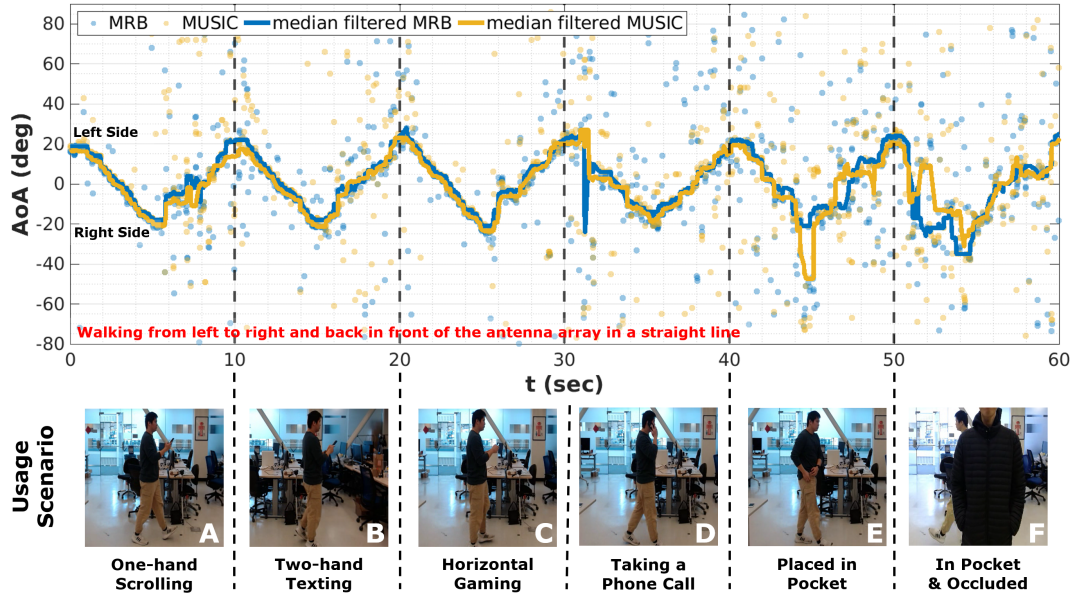 MRB MUSIC median filtered MRB median filtered MUSIC
80
60
40
20
0
-20
-40
-60
-80
AoA (deg)
Left Side
Right Side
Walking from left to right and back in front of the antenna array in a straight line
0 10 20 30 40 50 60
t (sec)
Usage
Scenario
A B C D E F
One-hand Two-hand Horizontal Taking a Placed in In Pocket
Scrolling Texting Gaming Phone Call Pocket & Occluded